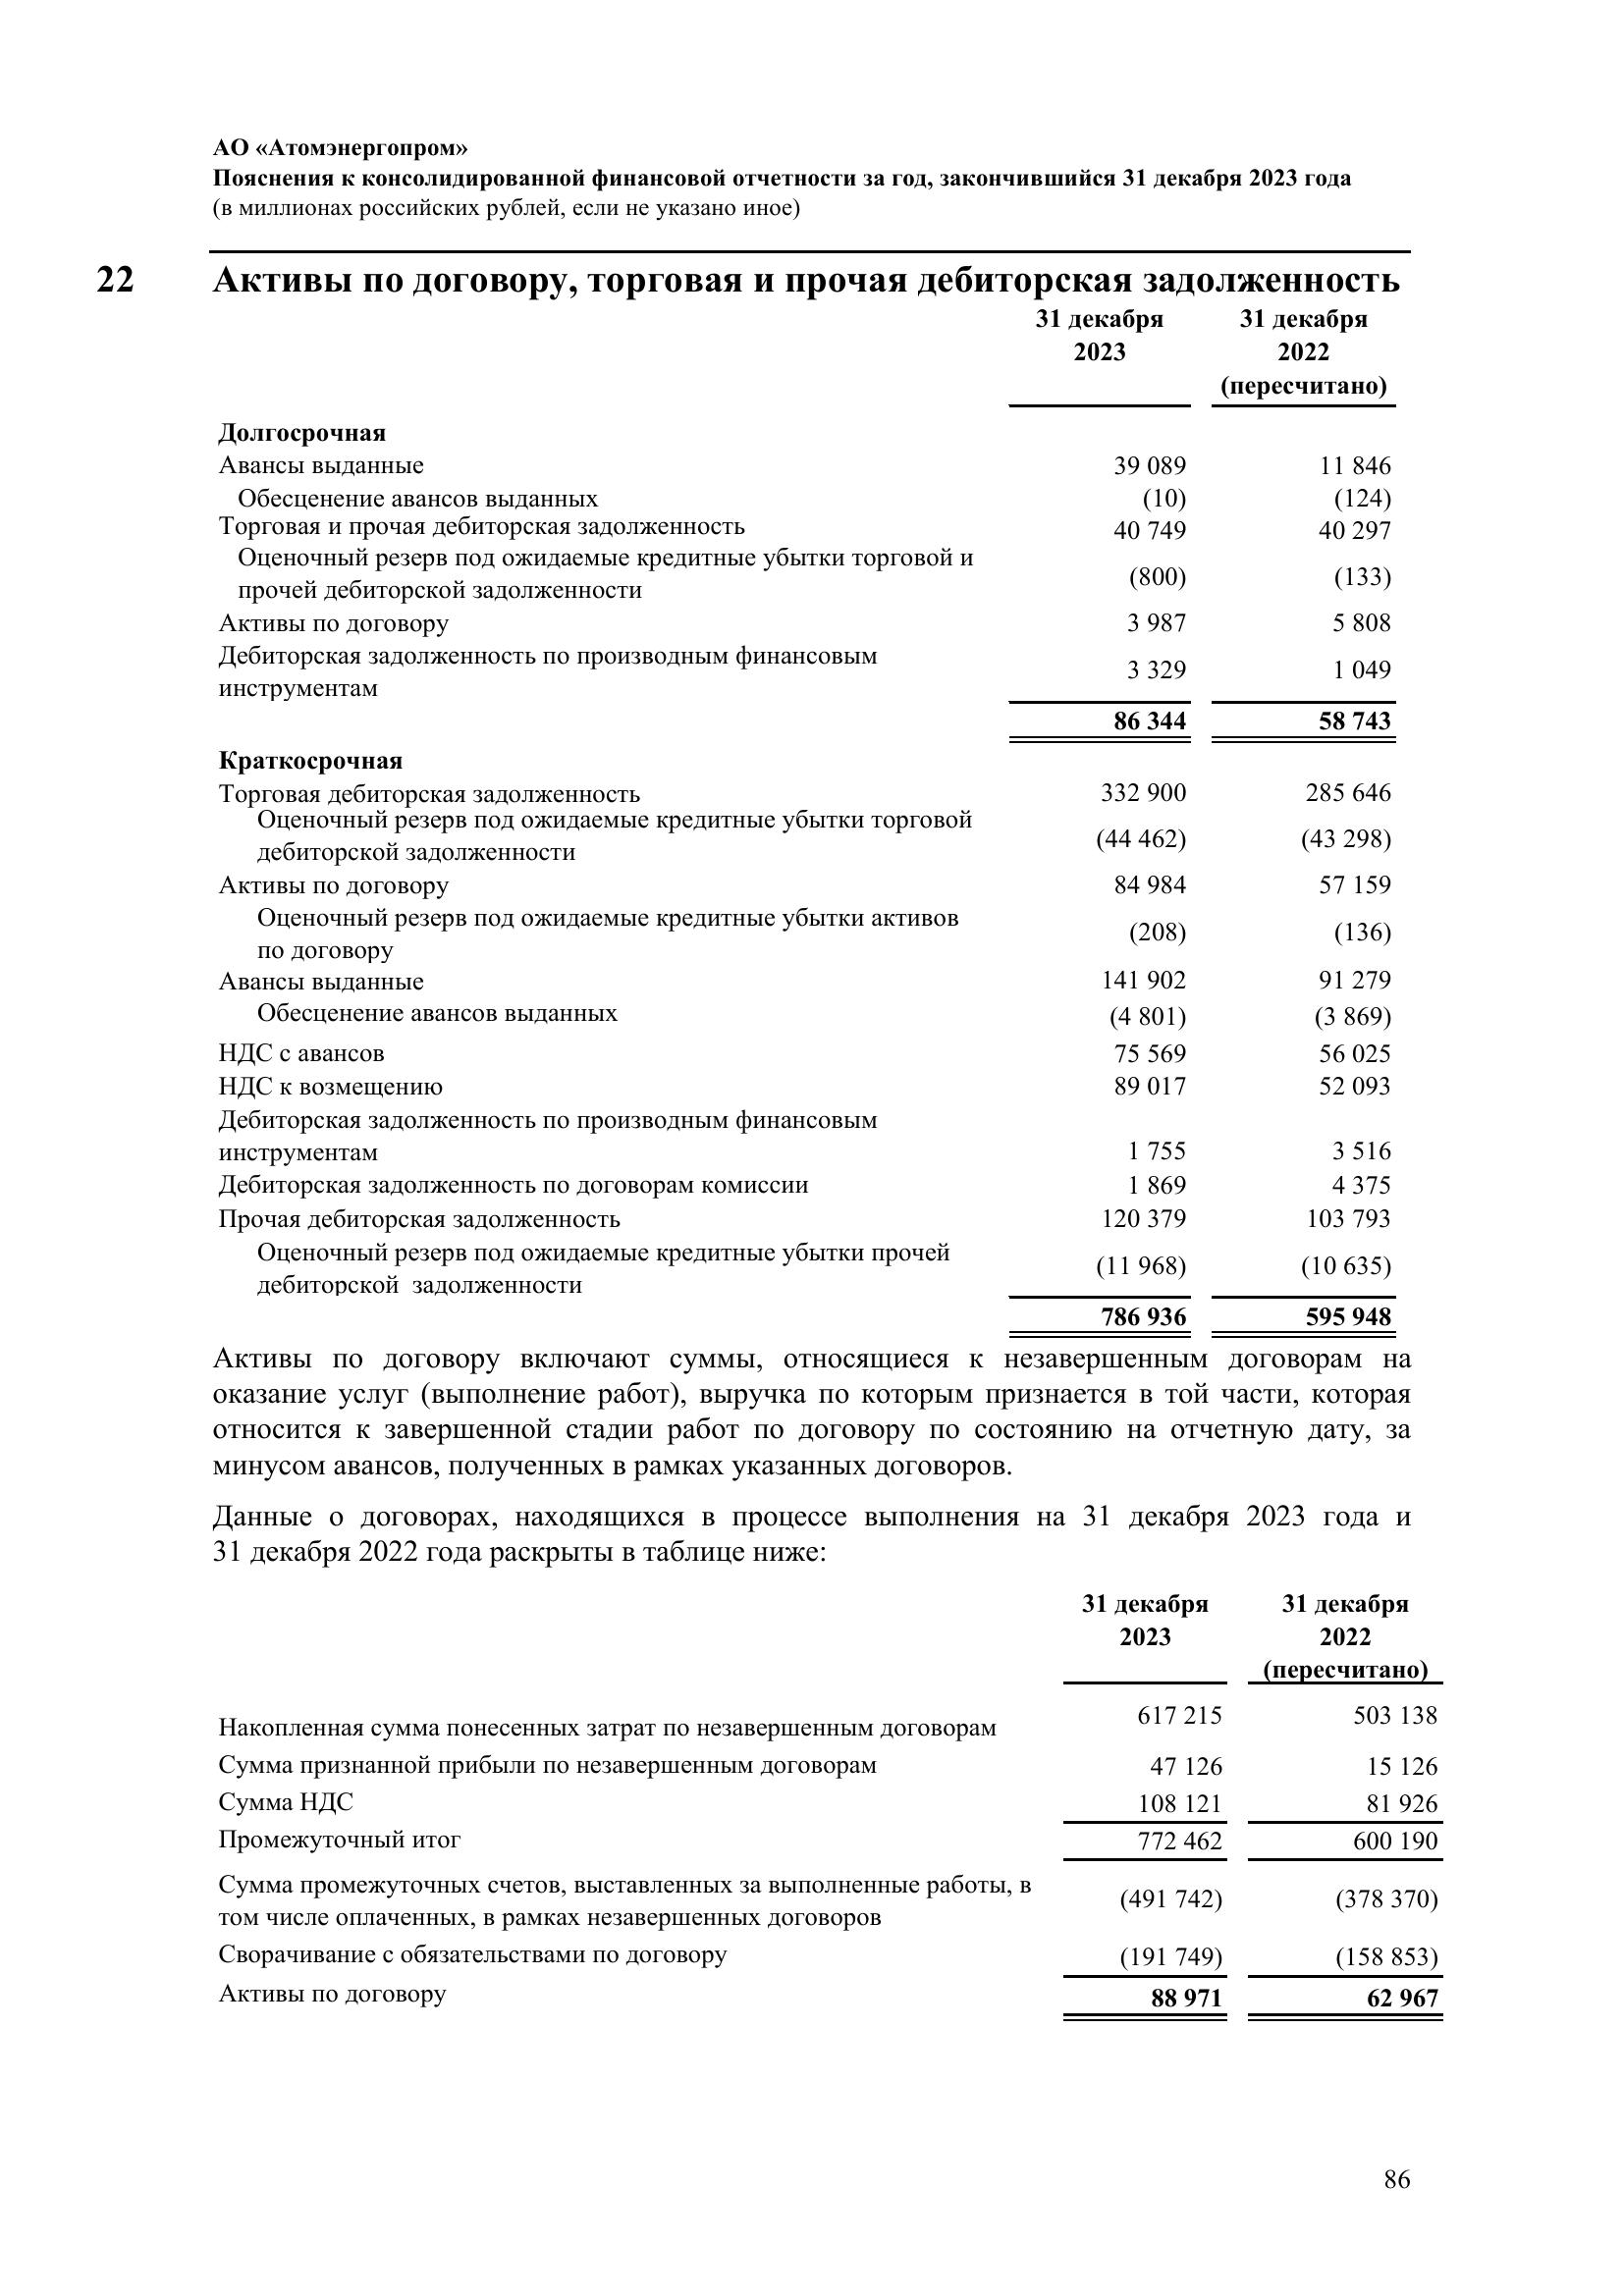 АО «Атомэнергопром»
Пояснения к консолидированной финансовой отчетности за год, закончившийся 31 декабря 2023 года
(в миллионах российских рублей, если не указано иное)
22 Активы по договору, торговая и прочая дебиторская задолженность
31 декабря 31 декабря
2023 2022
(пересчитано)
Долгосрочная
Авансы выданные 39 089 11 846
Обесценение авансов выданных (10) (124)
Торговая и прочая дебиторская задолженность 40 749 40 297
Оценочный резерв под ожидаемые кредитные убытки торговой и
прочей дебиторской задолженности (800) (133)
Активы по договору 3 987 5 808
Дебиторская задолженность по производным финансовым
инструментам 3 329 1 049
86 344 58 743
Краткосрочная
Торговая дебиторская задолженность 332 900 285 646
Оценочный резерв под ожидаемые кредитные убытки торговой
дебиторской задолженности (44 462) (43 298)
Активы по договору 84 984 57 159
Оценочный резерв под ожидаемые кредитные убытки активов
по договору (208) (136)
Авансы выданные 141 902 91 279
Обесценение авансов выданных (4 801) (3 869)
НДС с авансов 75 569 56 025
НДС к возмещению 89 017 52 093
Дебиторская задолженность по производным финансовым
инструментам 1 755 3 516
Дебиторская задолженность по договорам комиссии 1 869 4 375
Прочая дебиторская задолженность 120 379 103 793
Оценочный резерв под ожидаемые кредитные убытки прочей
дебиторской задолженности (11 968) (10 635)
786 936 595 948
Активы по договору включают суммы, относящиеся к незавершенным договорам на
оказание услуг (выполнение работ), выручка по которым признается в той части, которая
относится к завершенной стадии работ по договору по состоянию на отчетную дату, за
минусом авансов, полученных в рамках указанных договоров.
Данные о договорах, находящихся в процессе выполнения на 31 декабря 2023 года и
31 декабря 2022 года раскрыты в таблице ниже:
31 декабря 31 декабря
2023 2022
(пересчитано)
Накопленная сумма понесенных затрат по незавершенным договорам 617 215 503 138
Сумма признанной прибыли по незавершенным договорам 47 126 15 126
Сумма НДС 108 121 81 926
Промежуточный итог 772 462 600 190
Сумма промежуточных счетов, выставленных за выполненные работы, в
том числе оплаченных, в рамках незавершенных договоров (491 742) (378 370)
Сворачивание с обязательствами по договору (191 749) (158 853)
Активы по договору 88 971 62 967
86